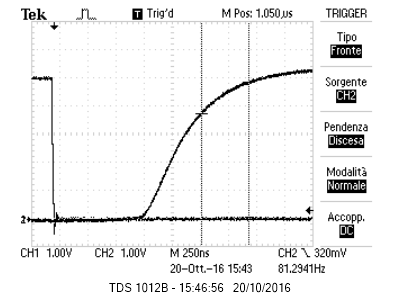 Tek T Trig'd M Pos: 1.050µs TRIGGER
Tipo
Fronte
Sorgente
CH2
Pendenza
Discesa
Modalità
Normale
Accopp.
DC
2
CH1 1.00V CH2 1.00V M 250ns CH2 320mV
20-Ott.-16 15:43 81.2941Hz
TDS 1012B - 15:46:56 20/10/2016